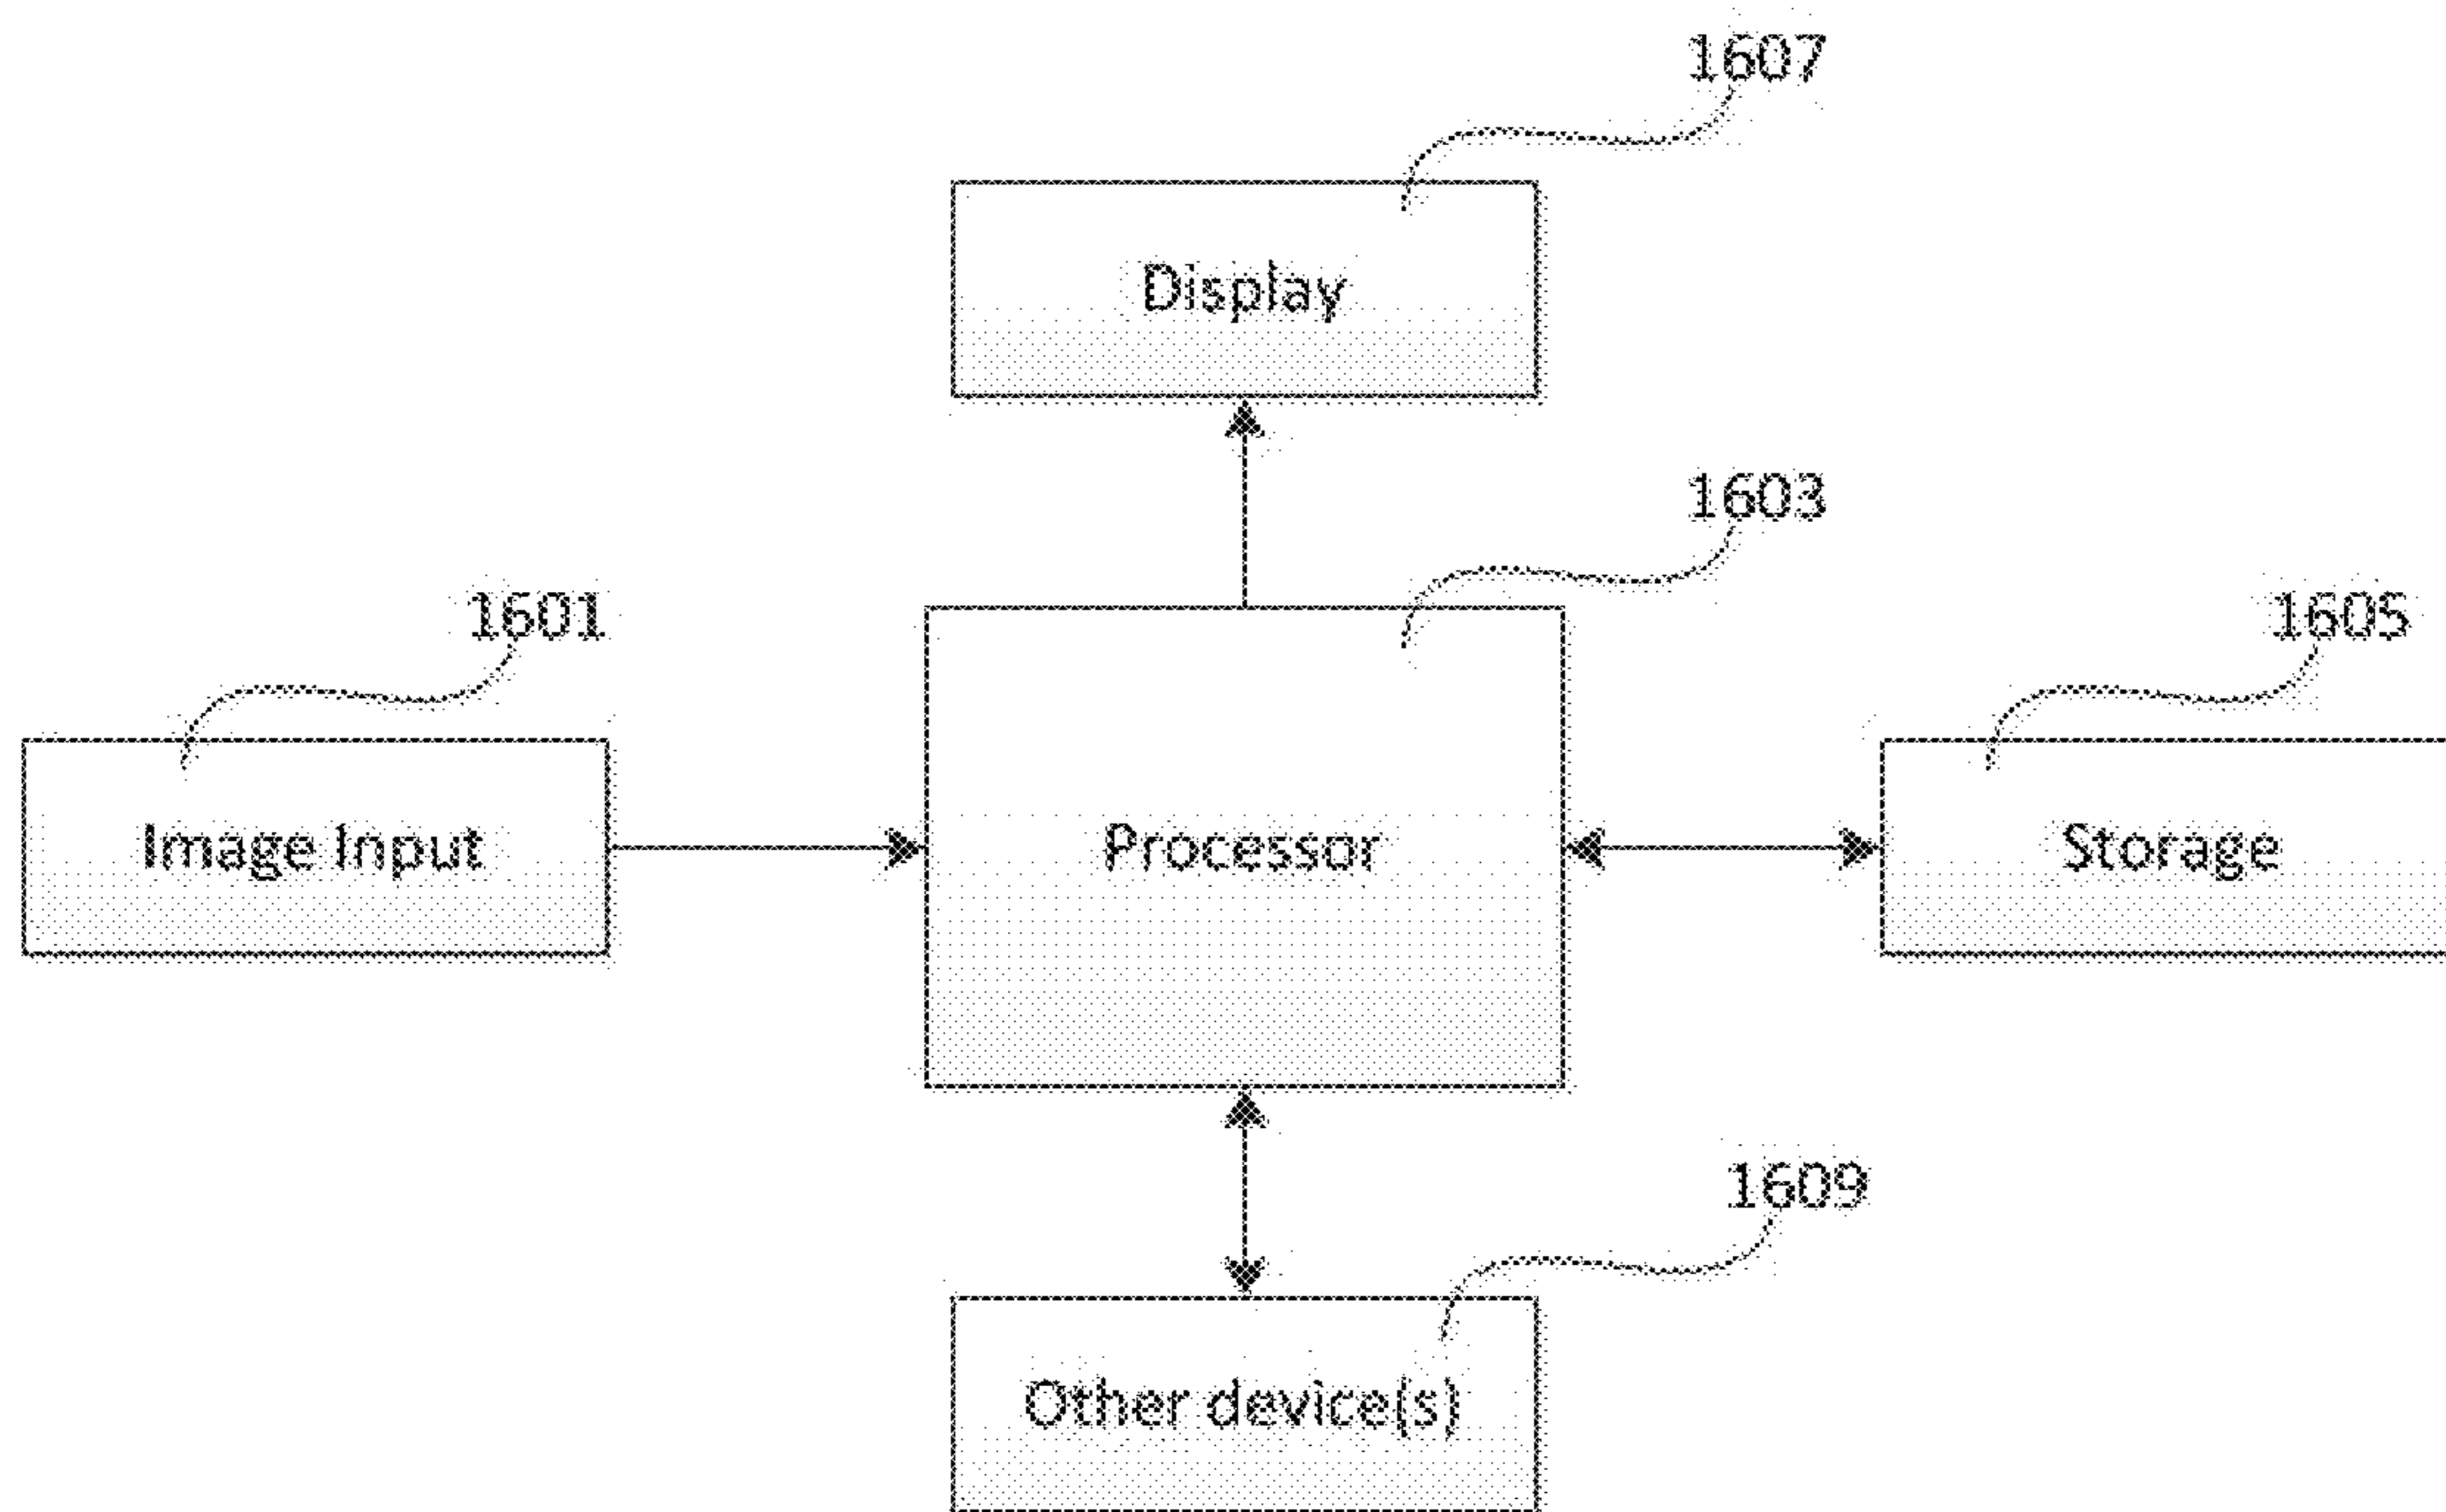 1607
Display
1603
1601
1605
Image Input
Processor
Storage
1609
Other device(s)